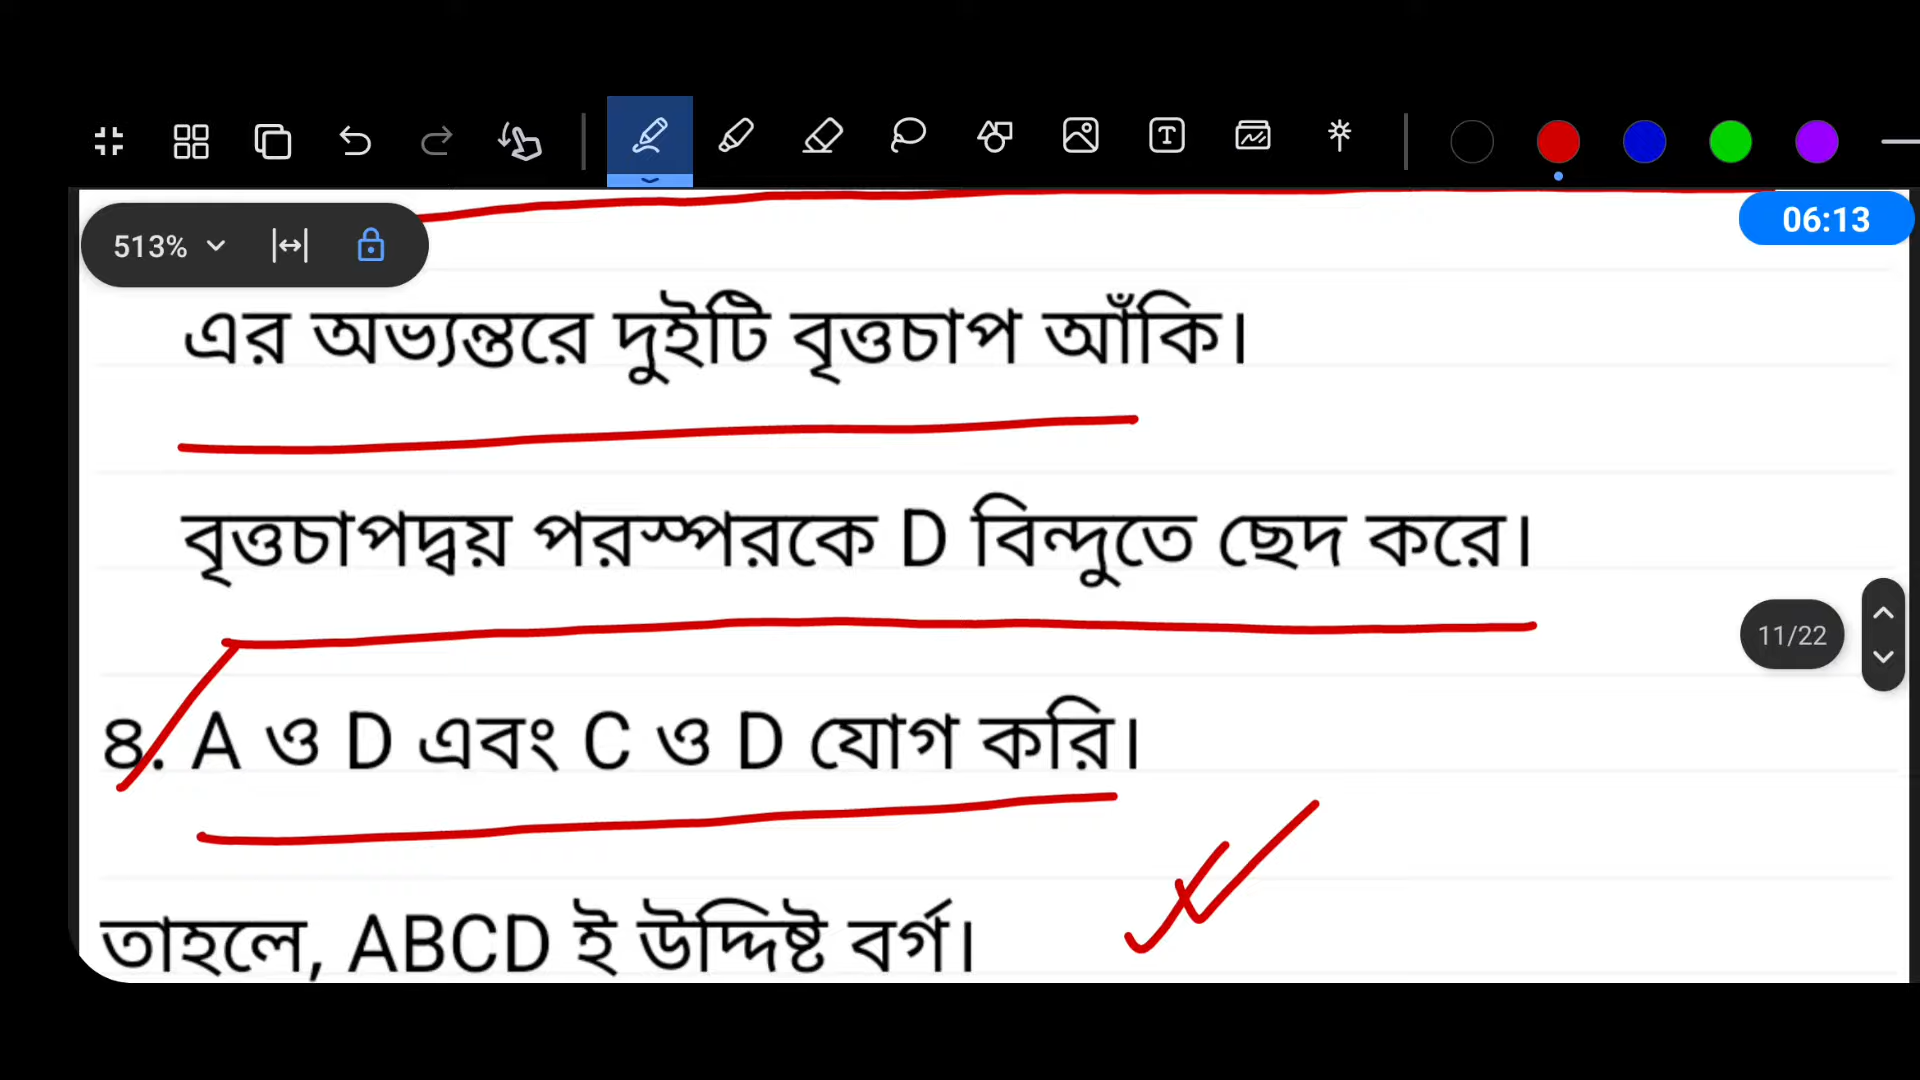 513%
06:13
এর অভ্যন্তরে দুইটি বৃত্তচাপ আঁকি।
বৃত্তচাপদ্বয় পরস্পরকে D বিন্দুতে ছেদ করে।
11/22
৪. A ও D এবং C ও D যোগ করি।
তাহলে, ABCD ই উদ্দিষ্ট বর্গ।